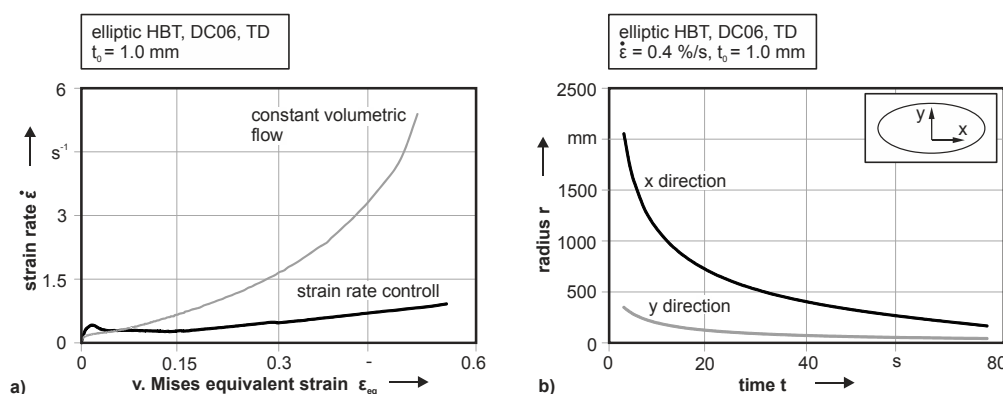 elliptic HBT, DC06, TD
t₀ = 1.0 mm
6
s⁻¹
3
1.5
0
strain rate ε̇
constant volumetric
flow
strain rate controll
0
0.15
0.3
-
0.6
a)
v. Mises equivalent strain εeq
elliptic HBT, DC06, TD
ε̇ = 0.4 %/s, t₀ = 1.0 mm
2500
mm
1500
1000
500
0
radius r
y
x
x direction
y direction
0
20
40
s
80
b)
time t